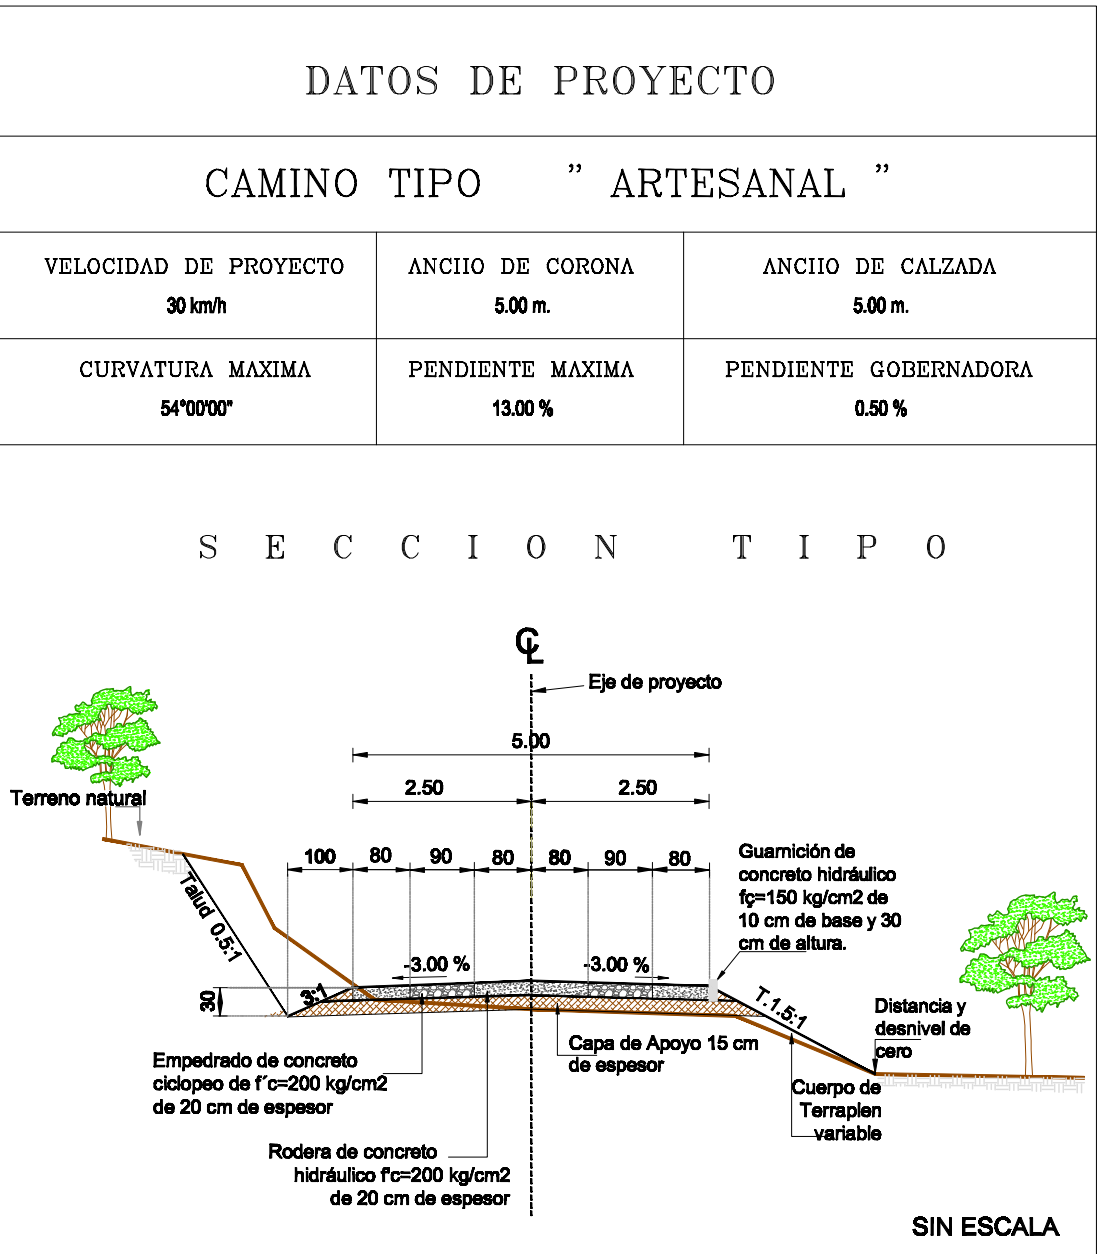 DATOS DE PROYECTO
CAMINO TIPO " ARTESANAL "
VELOCIDAD DE PROYECTO
30 km/h
ANCHO DE CORONA
5.00 m.
ANCHO DE CALZADA
5.00 m.
CURVATURA MAXIMA
54°00'00"
PENDIENTE MAXIMA
13.00 %
PENDIENTE GOBERNADORA
0.50 %
SECCION TIPO
℄
Eje de proyecto
5.00
2.50
2.50
Terreno natural
100
80
90
80
80
90
80
Guarnición de
concreto hidráulico
fç=150 kg/cm2 de
10 cm de base y 30
cm de altura.
Talud 0.5:1
-3.00 %
-3.00 %
3:1
30
T.1.5:1
Distancia y
desnivel de
cero
Capa de Apoyo 15 cm
de espesor
Empedrado de concreto
ciclopeo de f´c=200 kg/cm2
de 20 cm de espesor
Cuerpo de
Terraplen
variable
Rodera de concreto
hidráulico f'c=200 kg/cm2
de 20 cm de espesor
SIN ESCALA